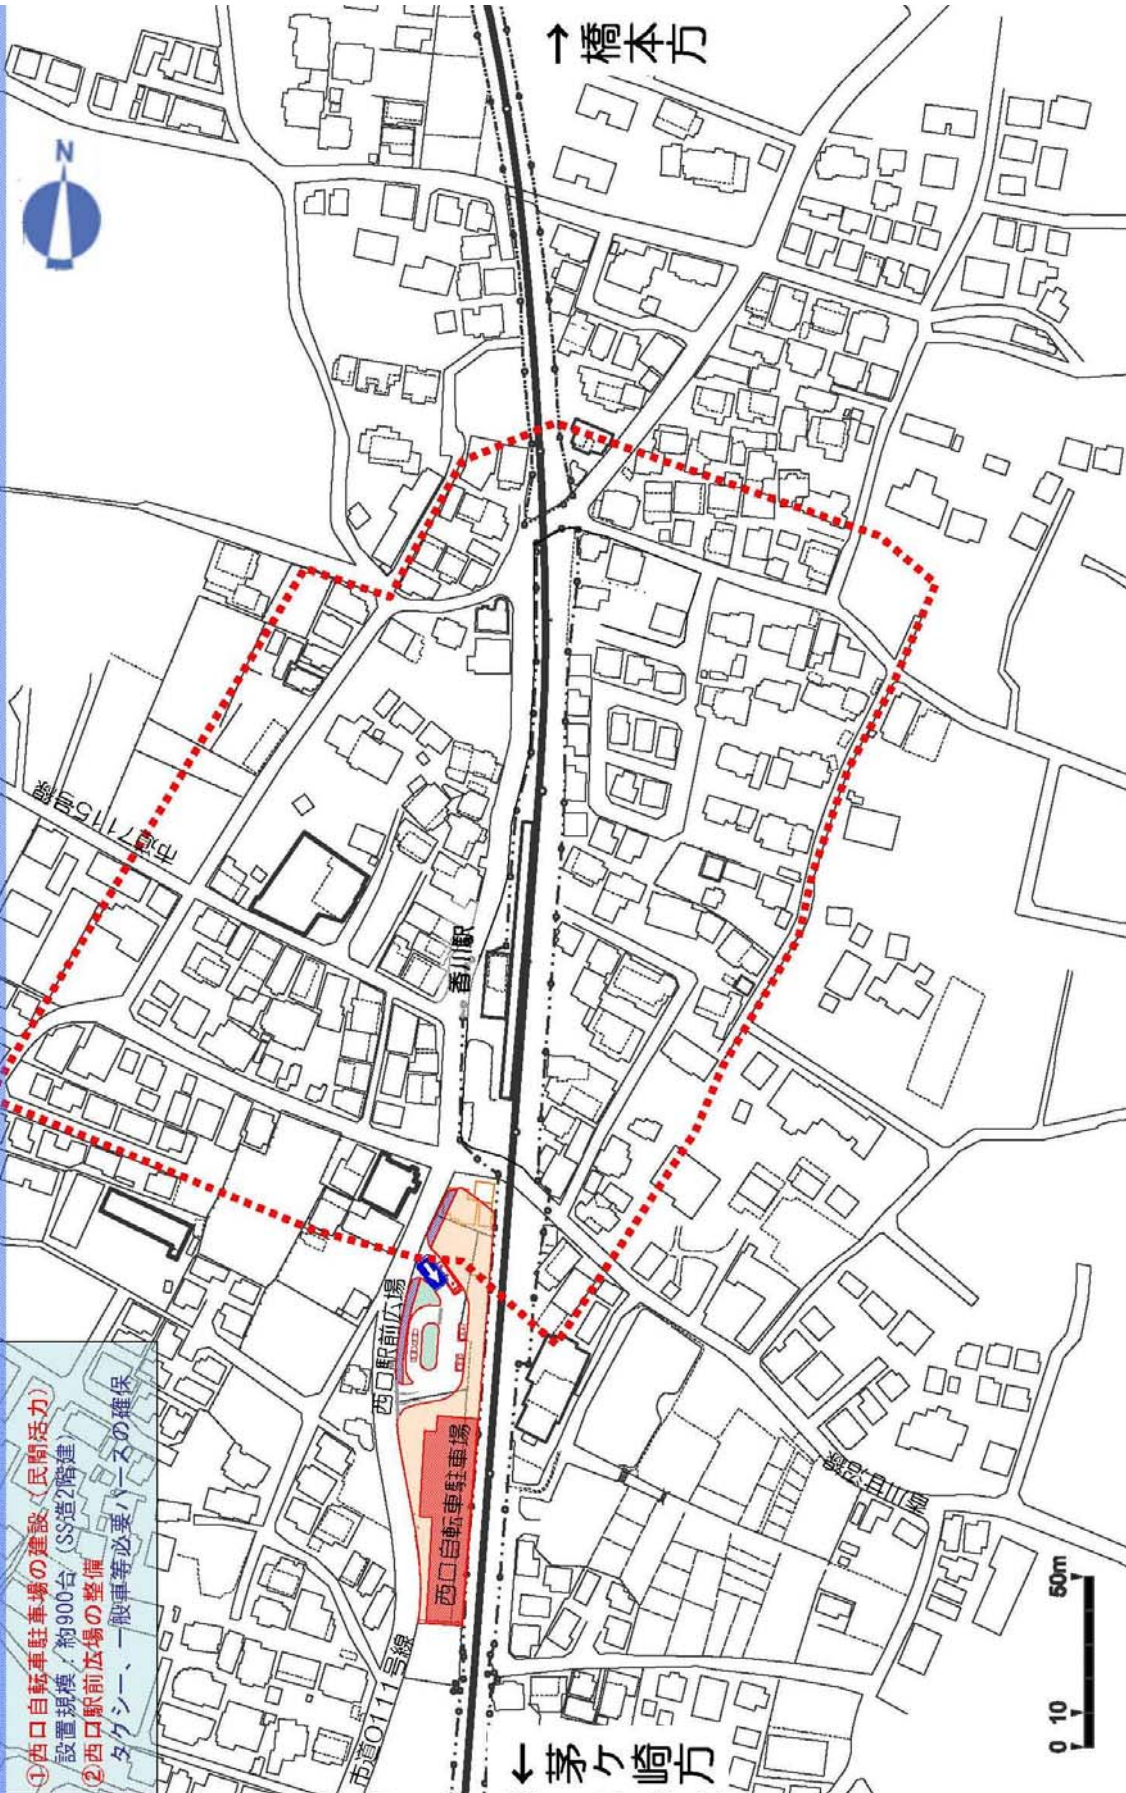 ①西口自転車駐車場の建設（民間活力）
設置規模：約900台（SS造2階建）
②西口駅前広場の整備
タクシー、一般車等必要バースの確保
N
→橋本方
市道7115号線
香川駅
西口駅前広場
西口自転車駐車場
市道0111号線
←茅ケ崎方
0 10 50m